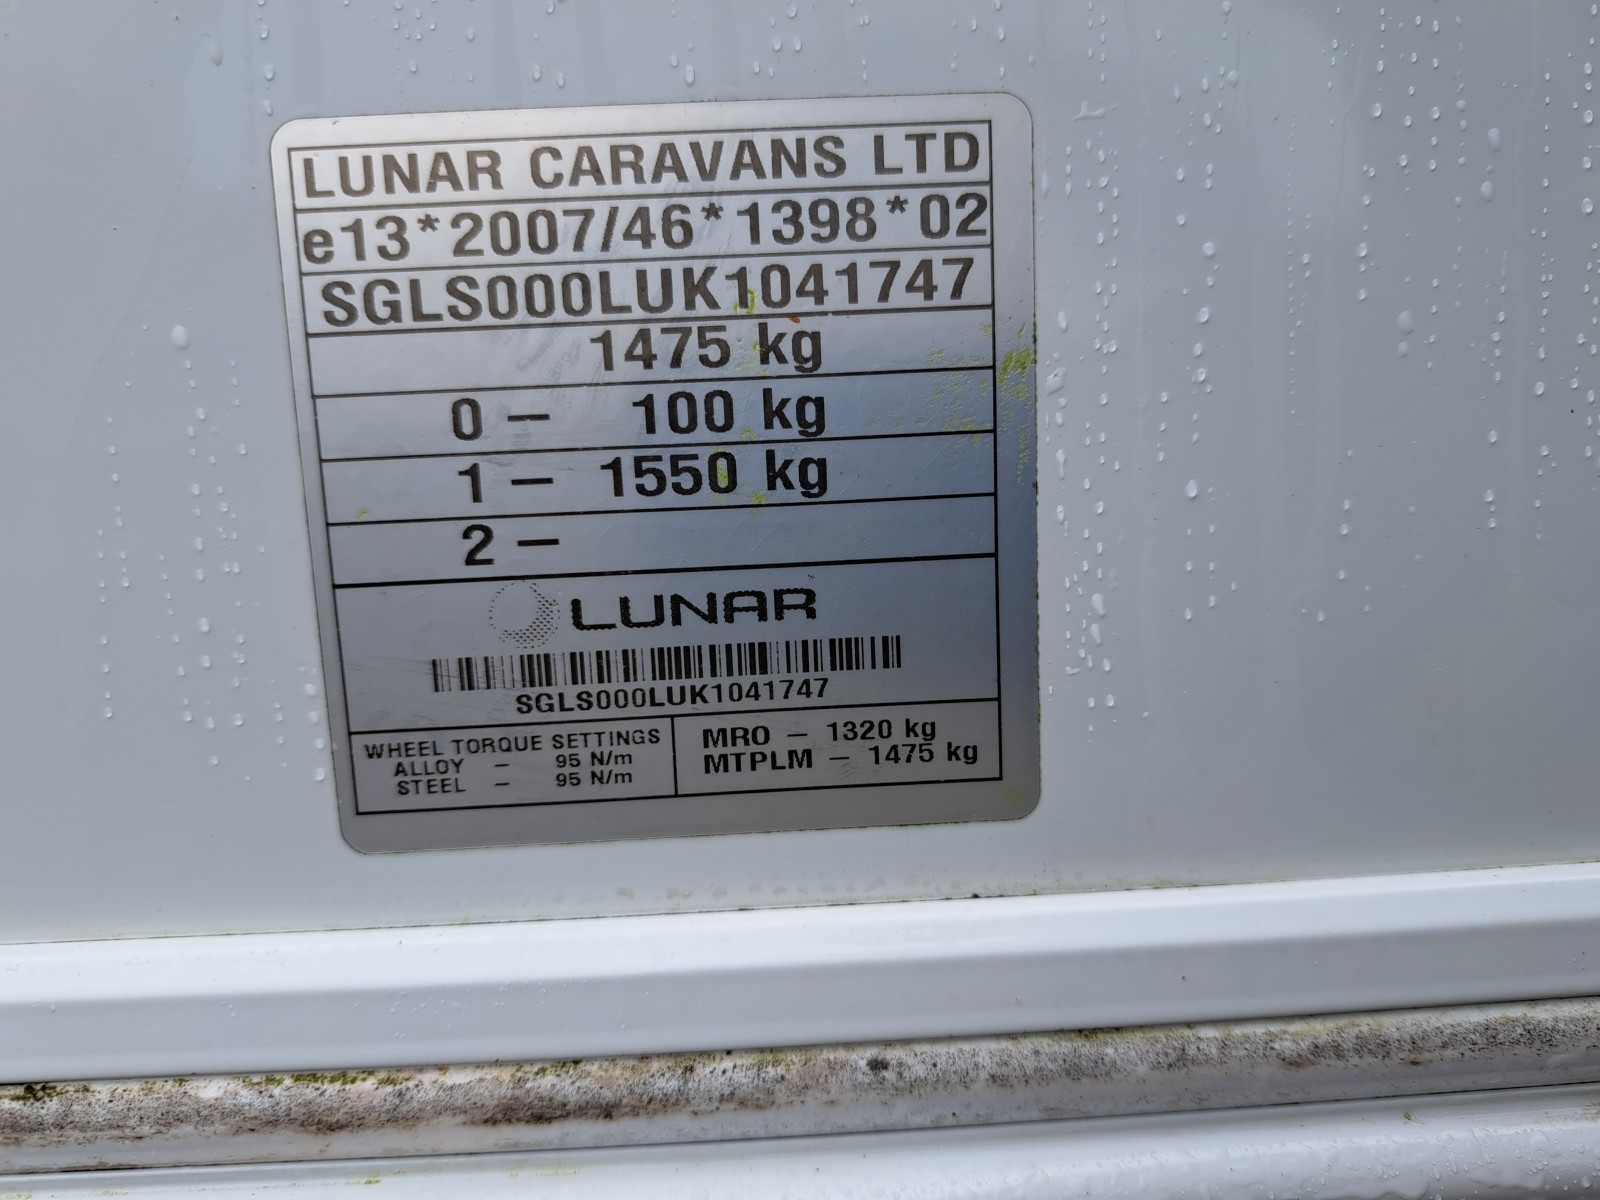 LUNAR CARAVANS LTD
e13*2007/46*1398*02
SGLS000LUK1041747
1475 kg
0 – 100 kg
1 – 1550 kg
2 –
LUNAR
SGLS000LUK1041747
WHEEL TORQUE SETTINGS
ALLOY – 95 N/m
STEEL – 95 N/m
MRO – 1320 kg
MTPLM – 1475 kg